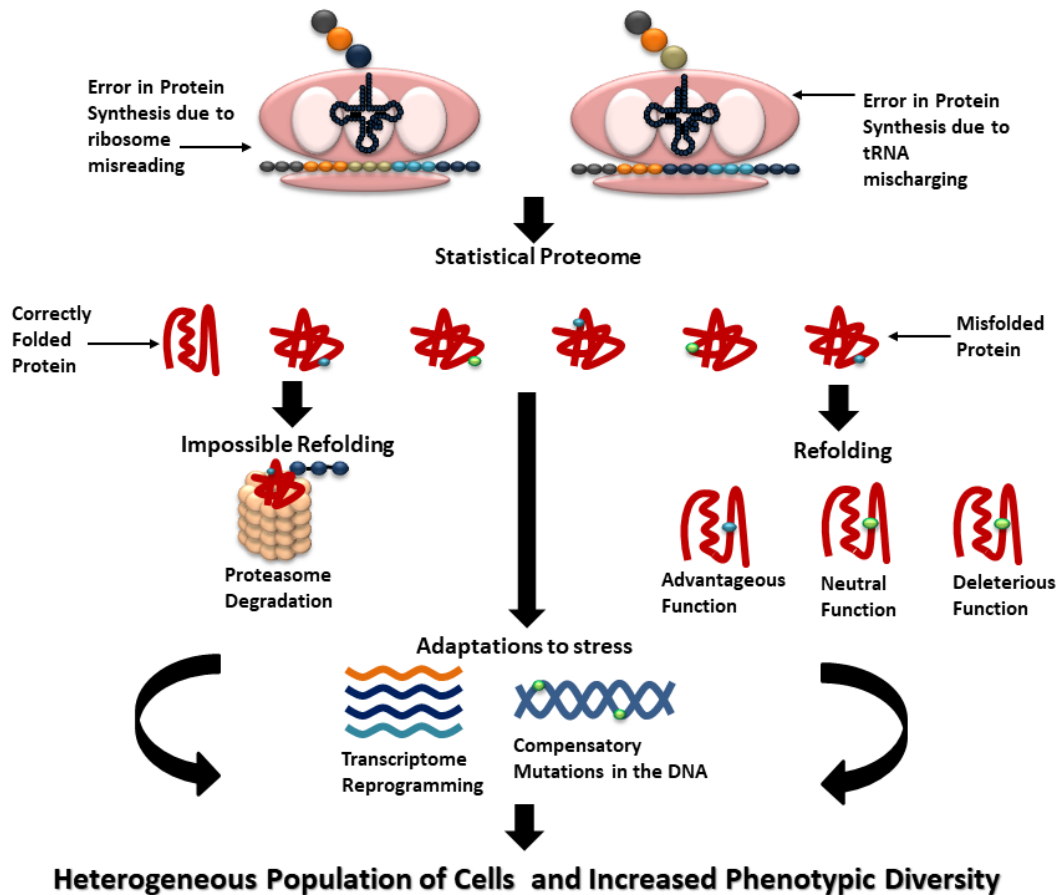 Error in Protein
Synthesis due to
ribosome
misreading
Error in Protein
Synthesis due to
tRNA
mischarging
Statistical Proteome
Correctly
Folded
Protein
Misfolded
Protein
Impossible Refolding
Refolding
Proteasome
Degradation
Advantageous
Function
Neutral
Function
Deleterious
Function
Adaptations to stress
Transcriptome
Reprogramming
Compensatory
Mutations in the DNA
Heterogeneous Population of Cells and Increased Phenotypic Diversity